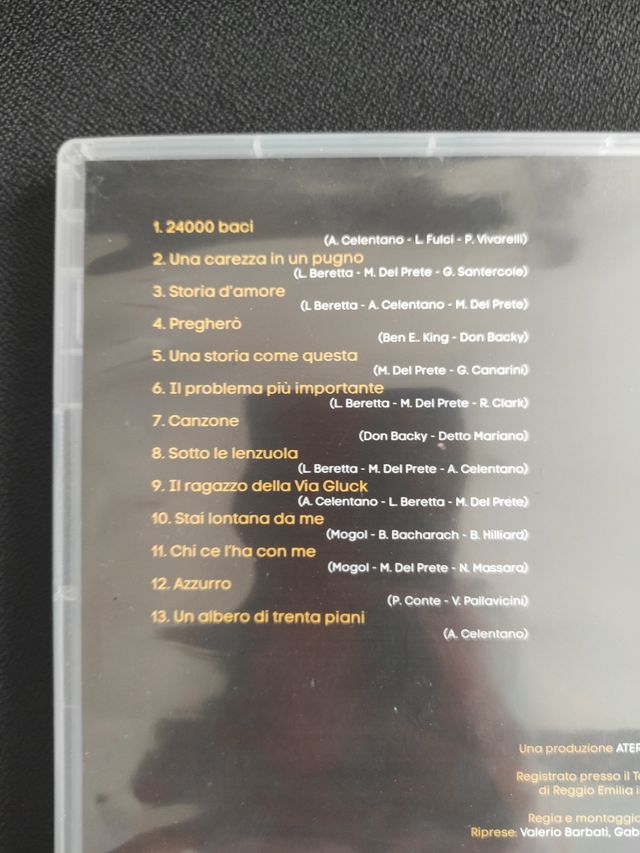 1. 24000 baci
(A. Celentano - L. Fulci - P. Vivarelli)
2. Una carezza in un pugno
(L. Beretta - M. Del Prete - G. Santercole)
3. Storia d'amore
(L Beretta - A. Celentano - M. Del Prete)
4. Pregherò
(Ben E.. King - Don Backy)
5. Una storia come questa
(M. Del Prete - G. Canarini)
6. Il problema più importante
(L. Beretta - M. Del Prete - R. Clark)
7. Canzone
(Don Backy - Detto Mariano)
8. Sotto le lenzuola
(L. Beretta - M. Del Prete - A. Celentano)
9. Il ragazzo della Via Gluck
(A. Celentano - L. Beretta - M. Del Prete)
10. Stai lontana da me
(Mogol - B. Bacharach - B. Hilliard)
11. Chi ce l'ha con me
(Mogol - M. Del Prete - N. Massara)
12. Azzurro
(P. Conte - V. Pallavicini)
13. Un albero di trenta piani
(A. Celentano)
Una produzione ATER
Registrato presso il
di Reggio Emilia
Regia e montaggio
Riprese: Valerio Barbati, Gab